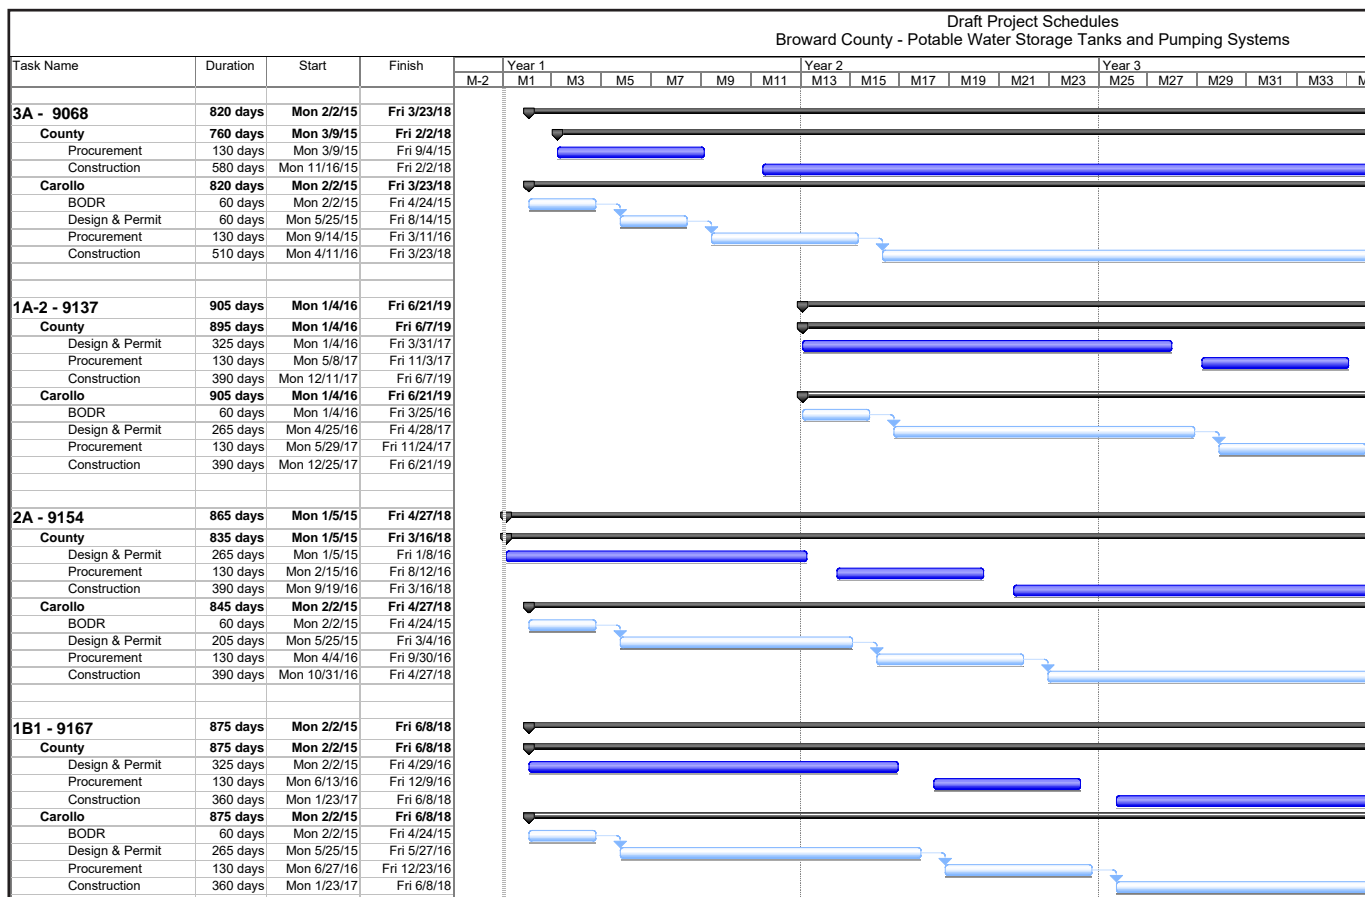 Draft Project Schedules
Broward County - Potable Water Storage Tanks and Pumping Systems
Task Name Duration Start Finish Year 1 Year 2 Year 3
M-2 M1 M3 M5 M7 M9 M11 M13 M15 M17 M19 M21 M23 M25 M27 M29 M31 M33
3A - 9068 820 days Mon 2/2/15 Fri 3/23/18
County 760 days Mon 3/9/15 Fri 2/2/18
Procurement 130 days Mon 3/9/15 Fri 9/4/15
Construction 580 days Mon 11/16/15 Fri 2/2/18
Carollo 820 days Mon 2/2/15 Fri 3/23/18
BODR 60 days Mon 2/2/15 Fri 4/24/15
Design & Permit 60 days Mon 5/25/15 Fri 8/14/15
Procurement 130 days Mon 9/14/15 Fri 3/11/16
Construction 510 days Mon 4/11/16 Fri 3/23/18
1A-2 - 9137 905 days Mon 1/4/16 Fri 6/21/19
County 895 days Mon 1/4/16 Fri 6/7/19
Design & Permit 325 days Mon 1/4/16 Fri 3/31/17
Procurement 130 days Mon 5/8/17 Fri 11/3/17
Construction 390 days Mon 12/11/17 Fri 6/7/19
Carollo 905 days Mon 1/4/16 Fri 6/21/19
BODR 60 days Mon 1/4/16 Fri 3/25/16
Design & Permit 265 days Mon 4/25/16 Fri 4/28/17
Procurement 130 days Mon 5/29/17 Fri 11/24/17
Construction 390 days Mon 12/25/17 Fri 6/21/19
2A - 9154 865 days Mon 1/5/15 Fri 4/27/18
County 835 days Mon 1/5/15 Fri 3/16/18
Design & Permit 265 days Mon 1/5/15 Fri 1/8/16
Procurement 130 days Mon 2/15/16 Fri 8/12/16
Construction 390 days Mon 9/19/16 Fri 3/16/18
Carollo 845 days Mon 2/2/15 Fri 4/27/18
BODR 60 days Mon 2/2/15 Fri 4/24/15
Design & Permit 205 days Mon 5/25/15 Fri 3/4/16
Procurement 130 days Mon 4/4/16 Fri 9/30/16
Construction 390 days Mon 10/31/16 Fri 4/27/18
1B1 - 9167 875 days Mon 2/2/15 Fri 6/8/18
County 875 days Mon 2/2/15 Fri 6/8/18
Design & Permit 325 days Mon 2/2/15 Fri 4/29/16
Procurement 130 days Mon 6/13/16 Fri 12/9/16
Construction 360 days Mon 1/23/17 Fri 6/8/18
Carollo 875 days Mon 2/2/15 Fri 6/8/18
BODR 60 days Mon 2/2/15 Fri 4/24/15
Design & Permit 265 days Mon 5/25/15 Fri 5/27/16
Procurement 130 days Mon 6/27/16 Fri 12/23/16
Construction 360 days Mon 1/23/17 Fri 6/8/18